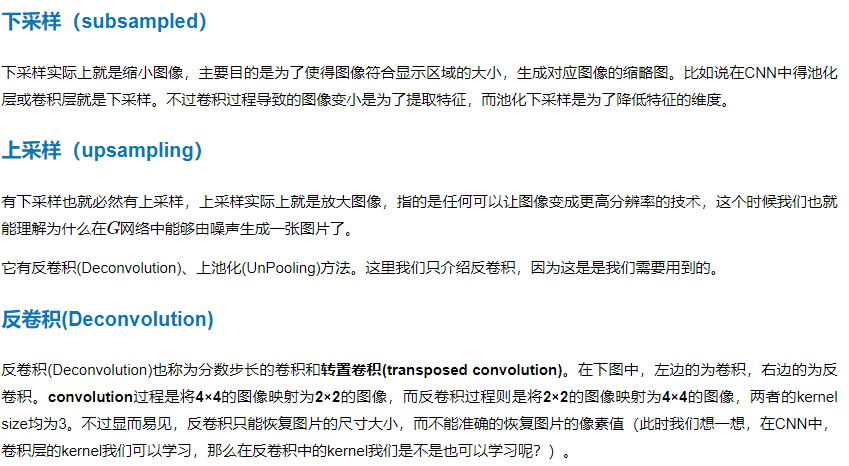 下采样（subsampled）
下采样实际上就是缩小图像，主要目的是为了使得图像符合显示区域的大小，生成对应图像的缩略图。比如说在CNN中得池化
层或卷积层就是下采样。不过卷积过程导致的图像变小是为了提取特征，而池化下采样是为了降低特征的维度。
上采样（upsampling）
有下采样也就必然有上采样，上采样实际上就是放大图像，指的是任何可以让图像变成更高分辨率的技术，这个时候我们也就
能理解为什么在G网络中能够由噪声生成一张图片了。
它有反卷积(Deconvolution)、上池化(UnPooling)方法。这里我们只介绍反卷积，因为这是是我们需要用到的。
反卷积(Deconvolution)
反卷积(Deconvolution)也称为分数步长的卷积和转置卷积(transposed convolution)。在下图中，左边的为卷积，右边的为反
卷积。convolution过程是将4×4的图像映射为2×2的图像，而反卷积过程则是将2×2的图像映射为4×4的图像，两者的kernel
size均为3。不过显而易见，反卷积只能恢复图片的尺寸大小，而不能准确的恢复图片的像素值（此时我们想一想，在CNN中，
卷积层的kernel我们可以学习，那么在反卷积中的kernel我们是不是也可以学习呢？）。